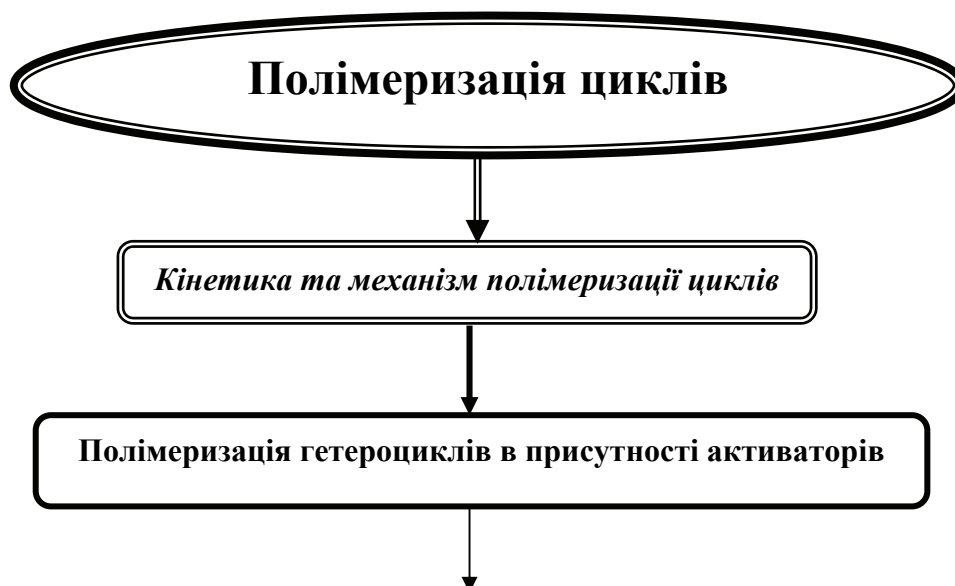 Полімеризація циклів
Кінетика та механізм полімеризації циклів
Полімеризація гетероциклів в присутності активаторів